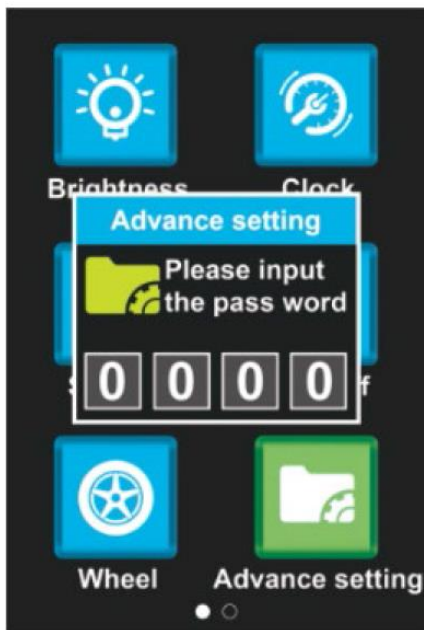 Brightness
Clock
Advance setting
Please input
the pass word
0 0 0 0
Wheel
Advance setting